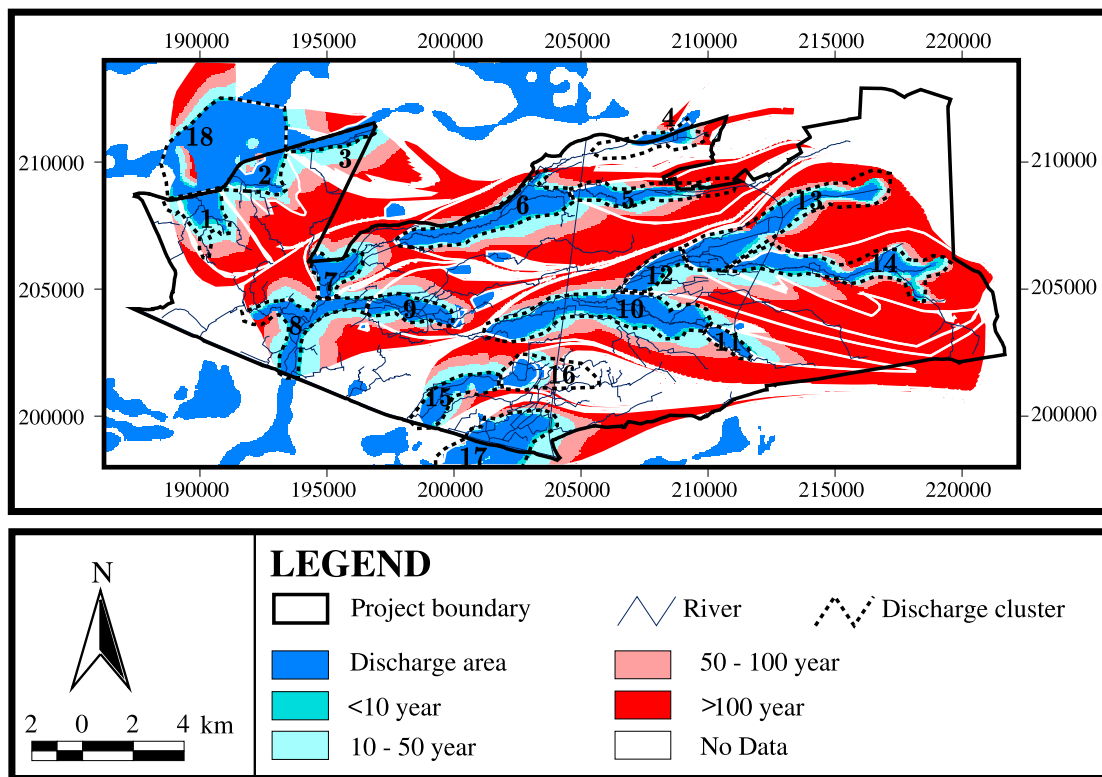 190000 195000 200000 205000 210000 215000 220000
4
18
3
210000 210000
2
13
5
6
1
14
12
7
205000 205000
9
10
8
11
16
15
200000 200000
17
190000 195000 200000 205000 210000 215000 220000
N
2 0 2 4 km
LEGEND
Project boundary River Discharge cluster
Discharge area 50 - 100 year
<10 year >100 year
10 - 50 year No Data